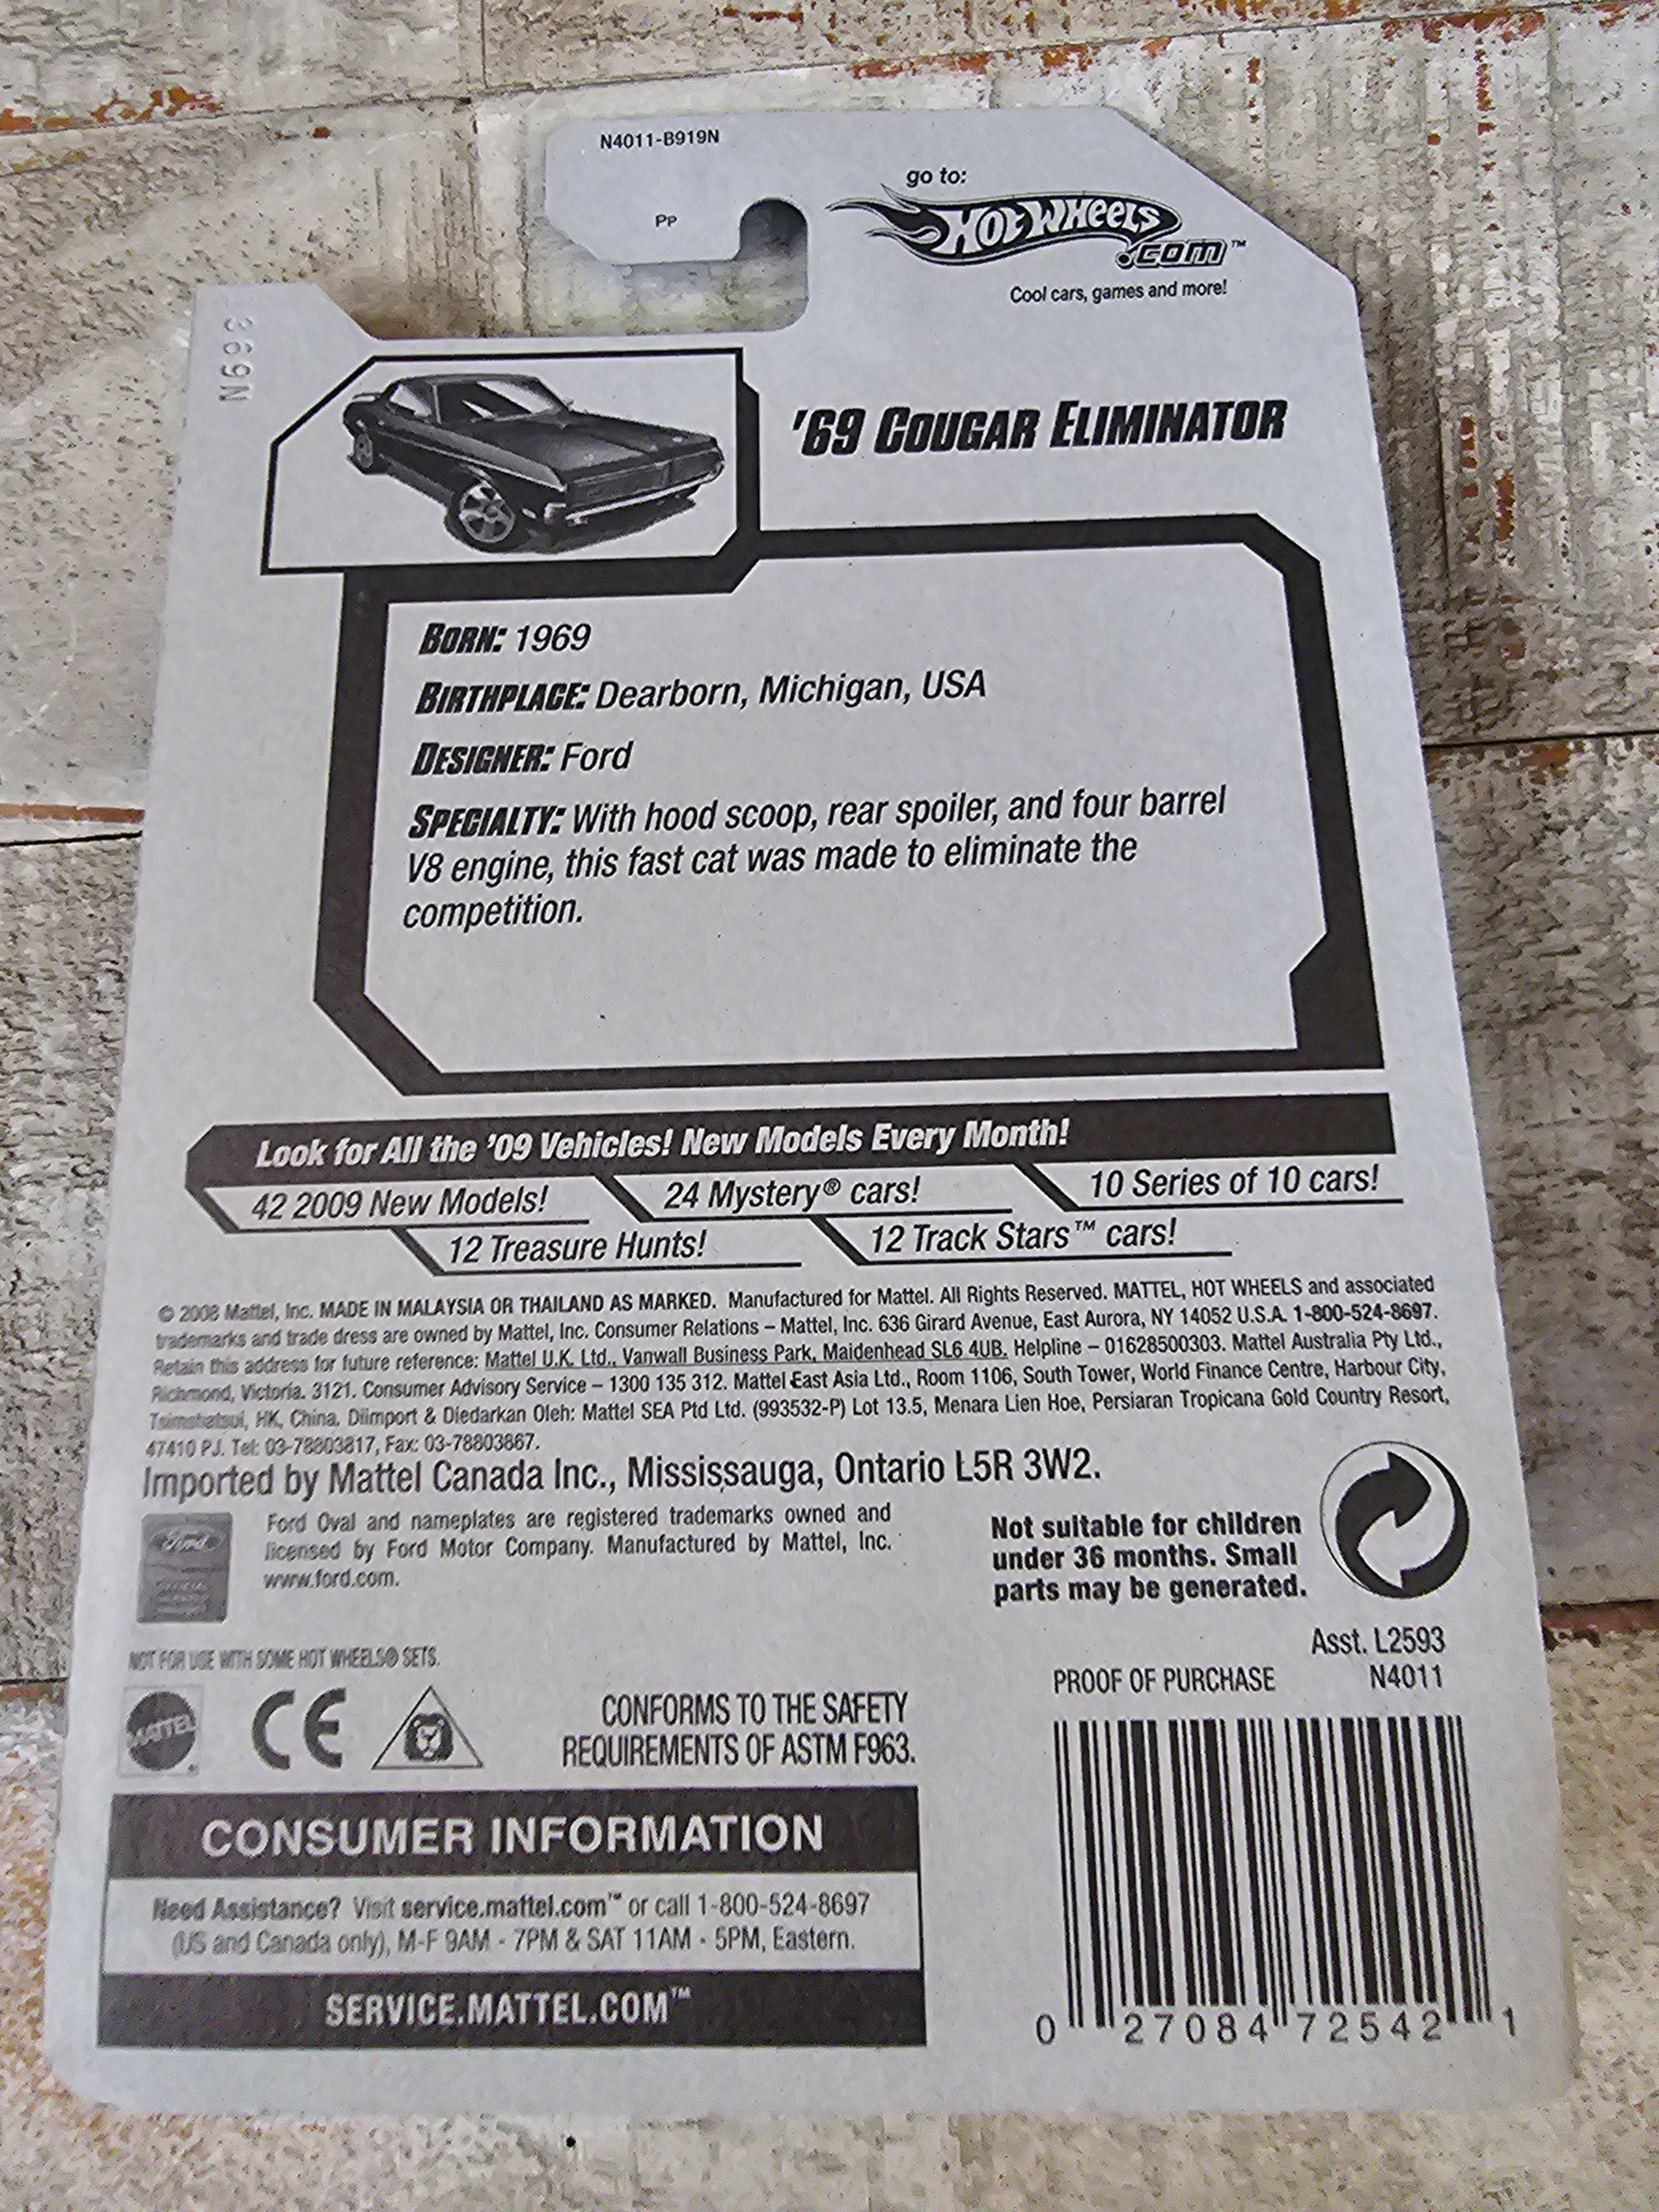 N4011-B919N
PP
go to:
HOT WHEELS
.com™
Cool cars, games and more!
369N
'69 COUGAR ELIMINATOR
BORN: 1969
BIRTHPLACE: Dearborn, Michigan, USA
DESIGNER: Ford
SPECIALTY: With hood scoop, rear spoiler, and four barrel
V8 engine, this fast cat was made to eliminate the
competition.
Look for All the '09 Vehicles! New Models Every Month!
42 2009 New Models!
24 Mystery® cars!
10 Series of 10 cars!
12 Treasure Hunts!
12 Track Stars™ cars!
© 2008 Mattel, Inc. MADE IN MALAYSIA OR THAILAND AS MARKED. Manufactured for Mattel. All Rights Reserved. MATTEL, HOT WHEELS and associated
trademarks and trade dress are owned by Mattel, Inc. Consumer Relations – Mattel, Inc. 636 Girard Avenue, East Aurora, NY 14052 U.S.A. 1-800-524-8697.
Retain this address for future reference: Mattel U.K. Ltd., Vanwall Business Park, Maidenhead SL6 4UB. Helpline – 01628500303. Mattel Australia Pty Ltd.,
Richmond, Victoria. 3121. Consumer Advisory Service – 1300 135 312. Mattel East Asia Ltd., Room 1106, South Tower, World Finance Centre, Harbour City,
Tsimshatsui, HK, China. Diimport & Diedarkan Oleh: Mattel SEA Ptd Ltd. (993532-P) Lot 13.5, Menara Lien Hoe, Persiaran Tropicana Gold Country Resort,
47410 PJ. Tel: 03-78803817, Fax: 03-78803867.
Imported by Mattel Canada Inc., Mississauga, Ontario L5R 3W2.
Ford
OFFICIAL
Ford Oval and nameplates are registered trademarks owned and
licensed by Ford Motor Company. Manufactured by Mattel, Inc.
www.ford.com.
Not suitable for children
under 36 months. Small
parts may be generated.
Asst. L2593
PROOF OF PURCHASE N4011
NOT FOR USE WITH SOME HOT WHEELS® SETS.
MATTEL
CE
CONFORMS TO THE SAFETY
REQUIREMENTS OF ASTM F963.
CONSUMER INFORMATION
Need Assistance? Visit service.mattel.com™ or call 1-800-524-8697
(US and Canada only), M-F 9AM - 7PM & SAT 11AM - 5PM, Eastern.
SERVICE.MATTEL.COM™
0 27084 72542 1